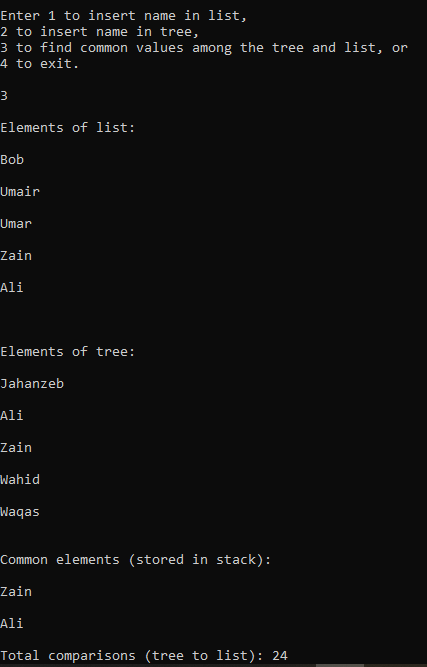 Enter 1 to insert name in list,
2 to insert name in tree,
3 to find common values among the tree and list, or
4 to exit.
3
Elements of list:
Bob
Umair
Umar
Zain
Ali
Elements of tree:
Jahanzeb
Ali
Zain
Wahid
Waqas
Common elements (stored in stack):
Zain
Ali
Total comparisons (tree to list): 24